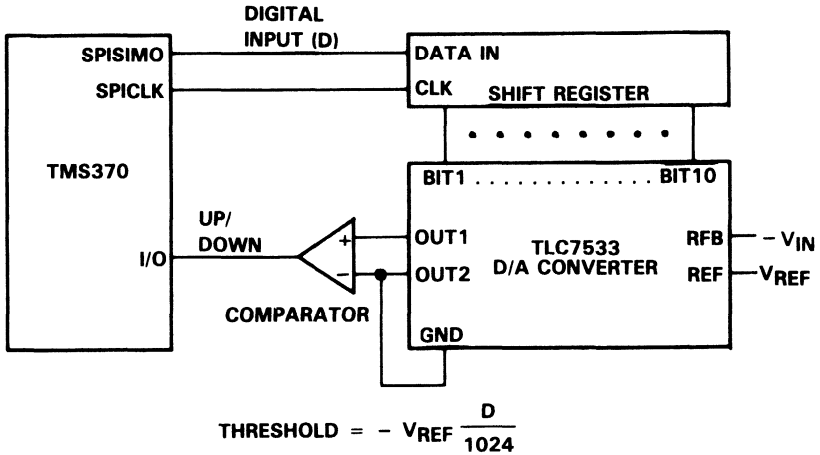 DIGITAL
INPUT (D)
SPISIMO
DATA IN
SPICLK
CLK
SHIFT REGISTER
TMS370
BIT1 . . . . . . . . . . . . . BIT10
UP/
DOWN
I/O
+
OUT1
TLC7533
D/A CONVERTER
RFB
– VIN
–
OUT2
REF
VREF
COMPARATOR
GND
THRESHOLD = – VREF D
1024